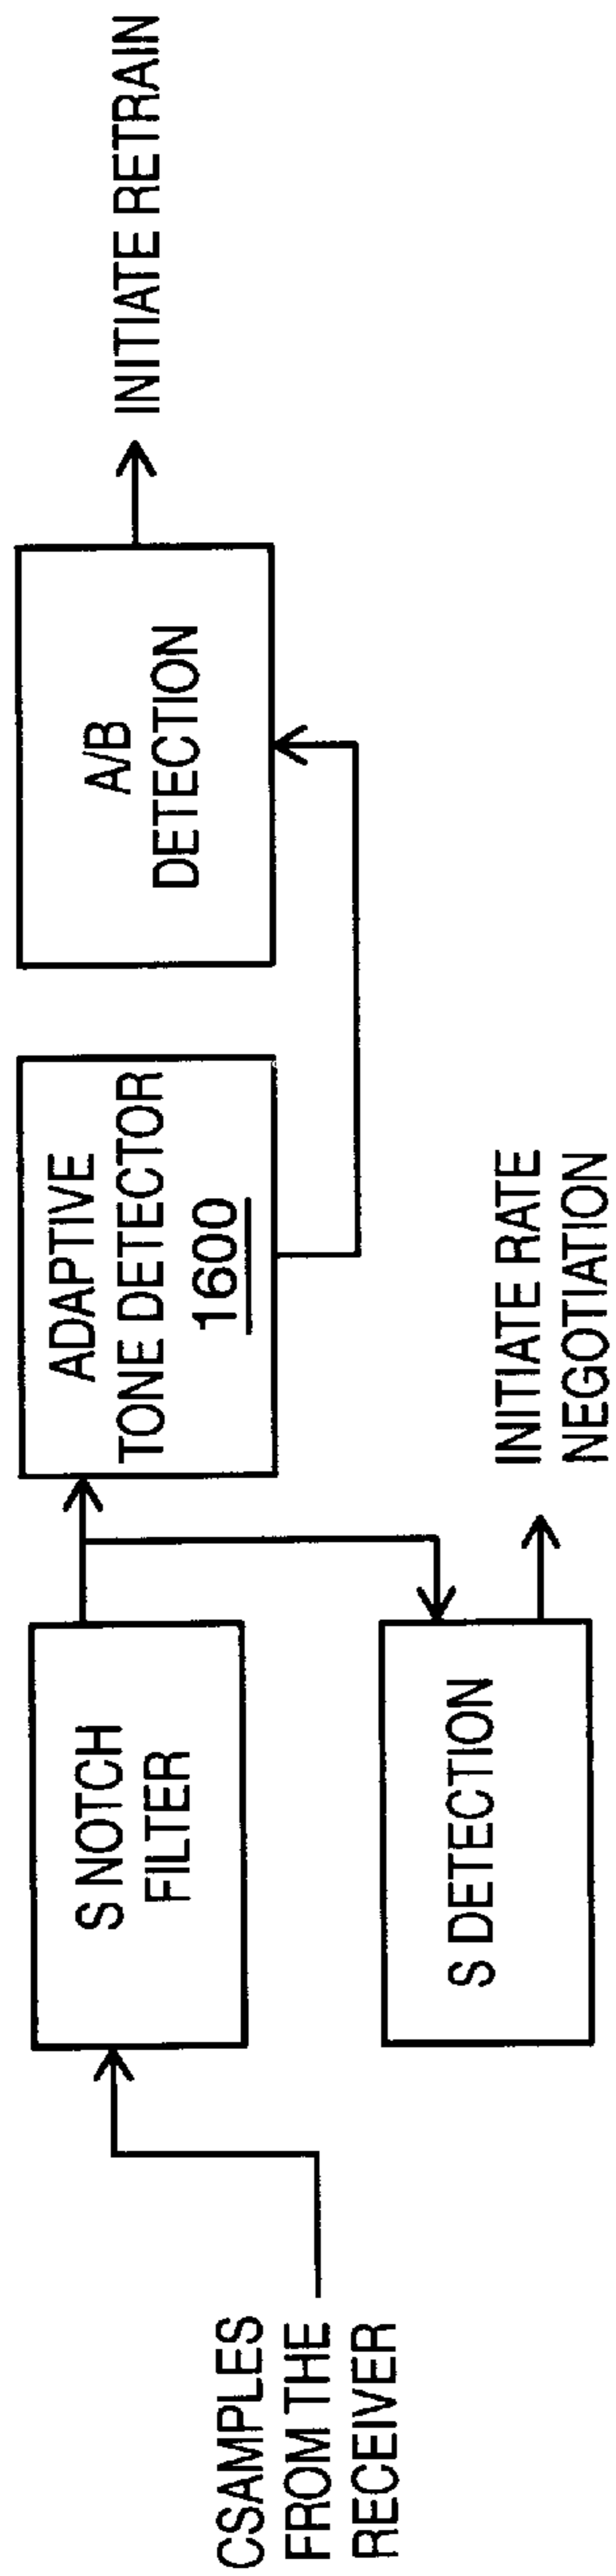 CSAMPLES
FROM THE
RECEIVER
S NOTCH
FILTER
S DETECTION
INITIATE RATE
NEGOTIATION
ADAPTIVE
TONE DETECTOR
1600
A/B
DETECTION
INITIATE RETRAIN